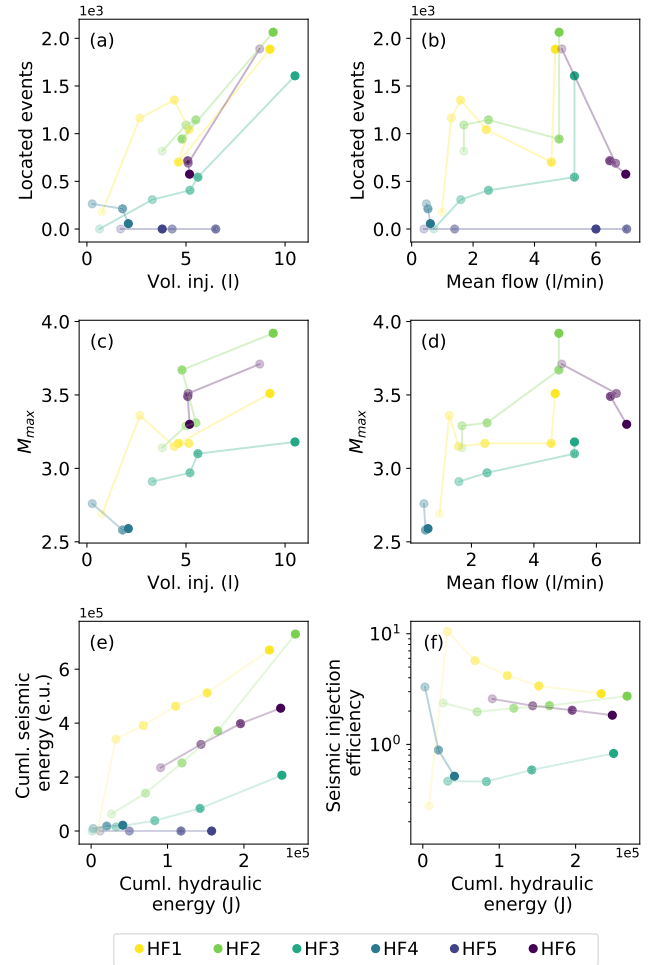 1e3
(a)
2.0
1.5
1.0
0.5
0.0
Located events
0
5
10
Vol. inj. (l)
1e3
(b)
2.0
1.5
1.0
0.5
0.0
Located events
2
4
6
Mean flow (l/min)
(c)
4.0
3.5
3.0
2.5
M_max
0
5
10
Vol. inj. (l)
(d)
4.0
3.5
3.0
2.5
M_max
2
4
6
Mean flow (l/min)
1e5
(e)
6
4
2
0
Cuml. seismic
energy (e.u.)
0
1
2
1e5
Cuml. hydraulic
energy (J)
(f)
10^1
10^0
Seismic injection
efficiency
0
1
2
1e5
Cuml. hydraulic
energy (J)
HF1 HF2 HF3 HF4 HF5 HF6